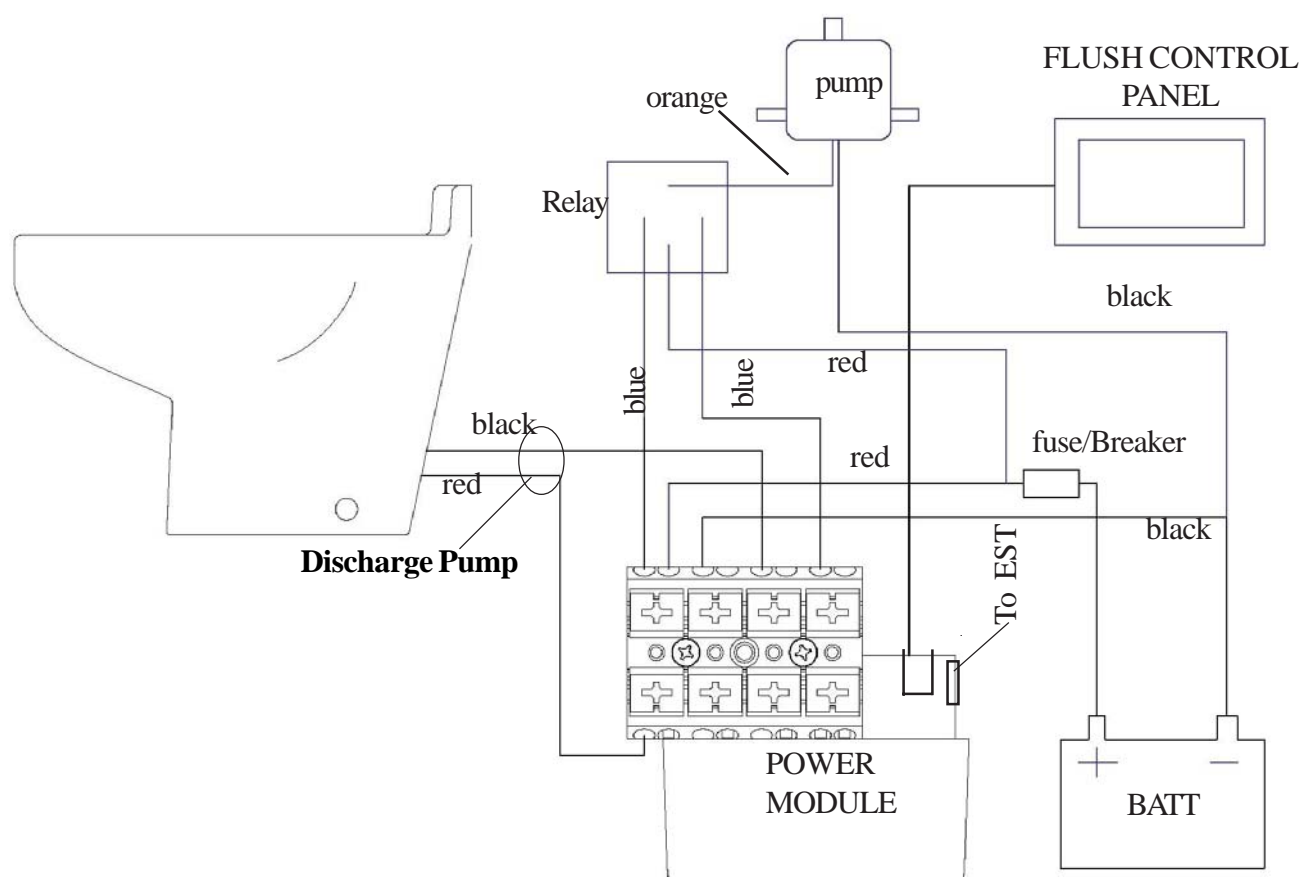 FLUSH CONTROL
PANEL
pump
orange
Relay
black
red
blue
blue
black
red
red
fuse/Breaker
black
Discharge Pump
To EST
POWER
MODULE
+
−
BATT